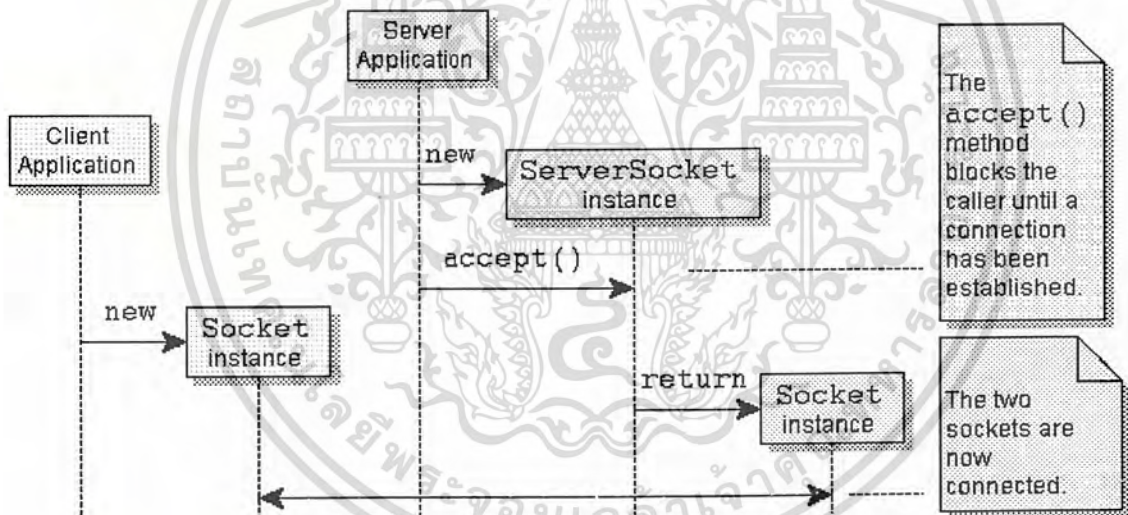 Server
Application
Client
Application
new
ServerSocket
instance
accept()
new
Socket
instance
return
Socket
instance
The
accept()
method
blocks the
caller until a
connection
has been
established.
The two
sockets are
now
connected.